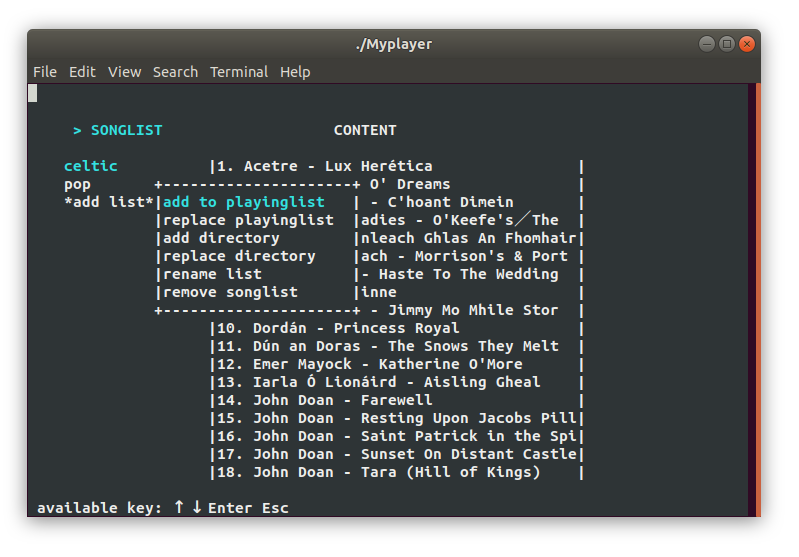 ./Myplayer
File Edit View Search Terminal Help
> SONGLIST CONTENT
celtic |1. Acetre - Lux Herética |
pop +---------------------+ O' Dreams |
*add list*|add to playinglist | - C'hoant Dimein |
|replace playinglist |adies - O'Keefe's╱The |
|add directory |nleach Ghlas An Fhomhair|
|replace directory |ach - Morrison's & Port |
|rename list |- Haste To The Wedding |
|remove songlist |inne |
+---------------------+ - Jimmy Mo Mhile Stor |
|10. Dordán - Princess Royal |
|11. Dún an Doras - The Snows They Melt |
|12. Emer Mayock - Katherine O'More |
|13. Iarla Ó Lionáird - Aisling Gheal |
|14. John Doan - Farewell |
|15. John Doan - Resting Upon Jacobs Pill|
|16. John Doan - Saint Patrick in the Spi|
|17. John Doan - Sunset On Distant Castle|
|18. John Doan - Tara (Hill of Kings) |
available key: ↑ ↓ Enter Esc